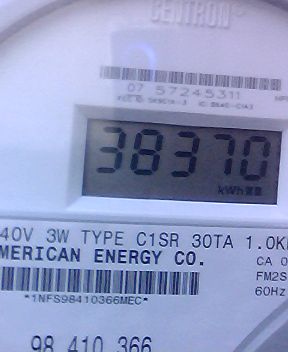 CENTRON
07 57245311
38370
kWh
40V 3W TYPE C1SR 30TA 1.0K
MERICAN ENERGY CO.
CA 0
FM2S
60Hz
*1NFS98410366MEC*
98 410 366